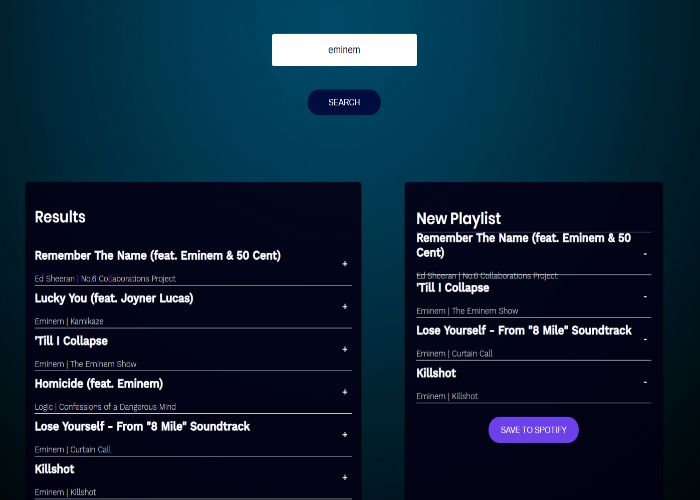 eminem
SEARCH
Results
Remember The Name (feat. Eminem & 50 Cent)
+
Ed Sheeran | No.6 Collaborations Project
Lucky You (feat. Joyner Lucas)
+
Eminem | Kamikaze
'Till I Collapse
+
Eminem | The Eminem Show
Homicide (feat. Eminem)
+
Logic | Confessions of a Dangerous Mind
Lose Yourself - From "8 Mile" Soundtrack
+
Eminem | Curtain Call
Killshot
+
Eminem | Killshot
New Playlist
Remember The Name (feat. Eminem & 50
Cent)
-
Ed Sheeran | No.6 Collaborations Project
'Till I Collapse
-
Eminem | The Eminem Show
Lose Yourself - From "8 Mile" Soundtrack
-
Eminem | Curtain Call
Killshot
-
Eminem | Killshot
SAVE TO SPOTIFY